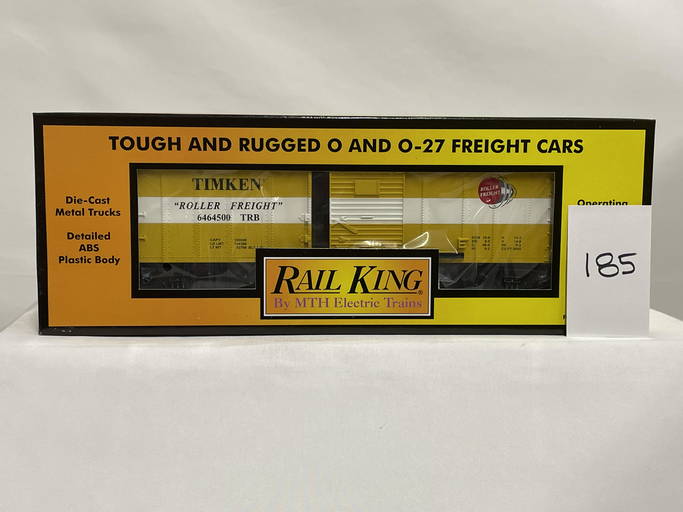 TOUGH AND RUGGED O AND O-27 FREIGHT CARS
Die-Cast
Metal Trucks
Detailed
ABS
Plastic Body
TIMKEN
"ROLLER FREIGHT"
6464500 TRB
ROLLER
FREIGHT
Operating
185
RAIL KING®
By MTH Electric Trains